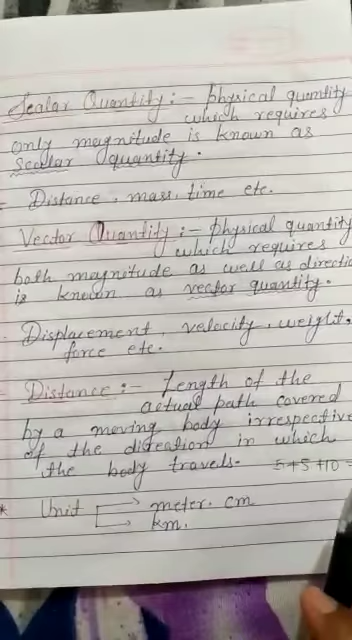 Scalar Quantity :- physical quantity
which requires
only magnitude is known as
scalar quantity.
Distance, mass, time etc.
Vector Quantity :- physical quantity
which requires
both magnitude as well as directio
is known as vector quantity.
Displacement, velocity, weight,
force etc.
Distance :- Length of the
actual path covered
by a moving body irrespective
of the direation in which
the body travels. 5+5+10=
* Unit → meter. cm
→ km.